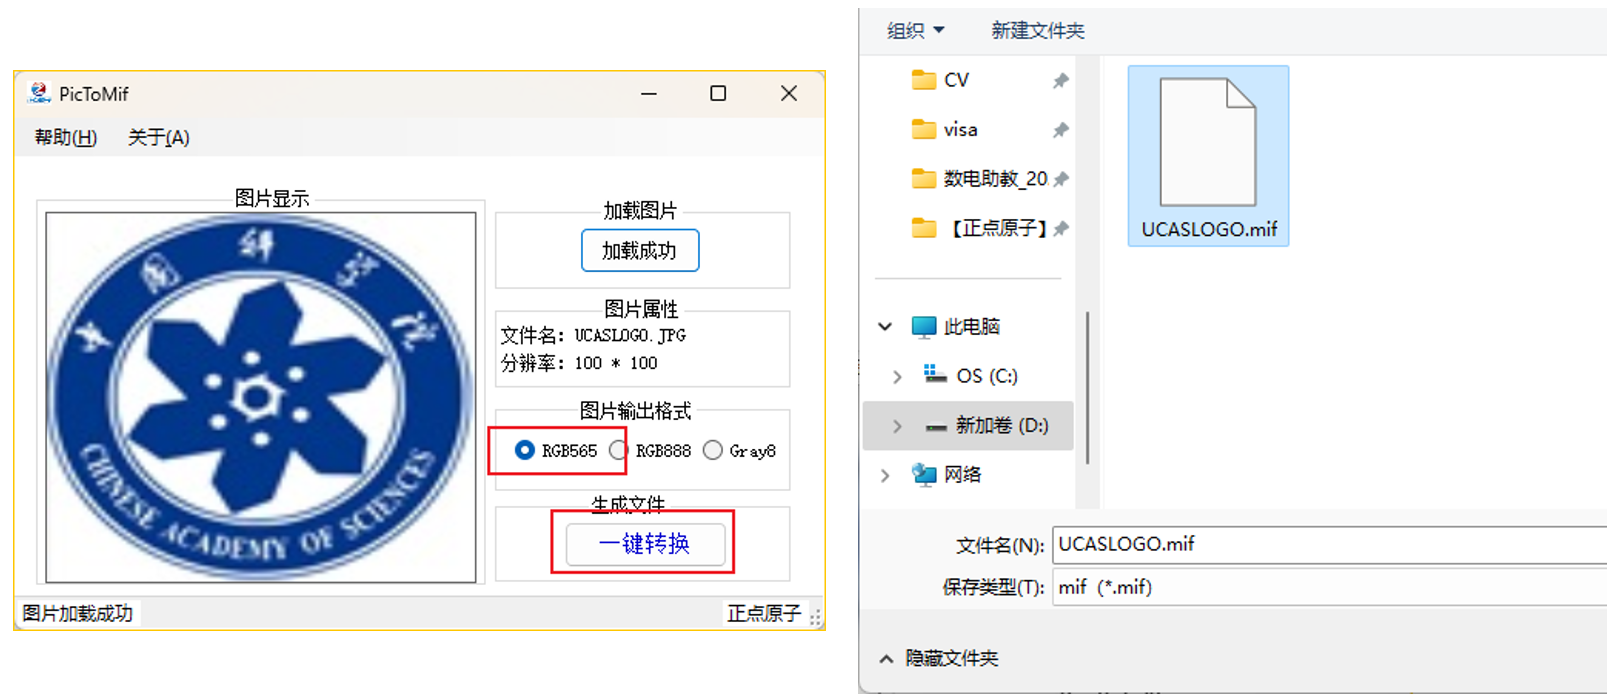 PicToMif
帮助(H) 关于(A)
图片显示
中国科学院
CHINESE ACADEMY OF SCIENCES
加载图片
加载成功
图片属性
文件名: UCASLOGO.JPG
分辨率: 100 * 100
图片输出格式
RGB565 RGB888 Gray8
生成文件
一键转换
图片加载成功 正点原子
组织 新建文件夹
CV
visa
数电助教_20
【正点原子】
此电脑
OS (C:)
新加卷 (D:)
网络
UCASLOGO.mif
文件名(N): UCASLOGO.mif
保存类型(T): mif (*.mif)
隐藏文件夹